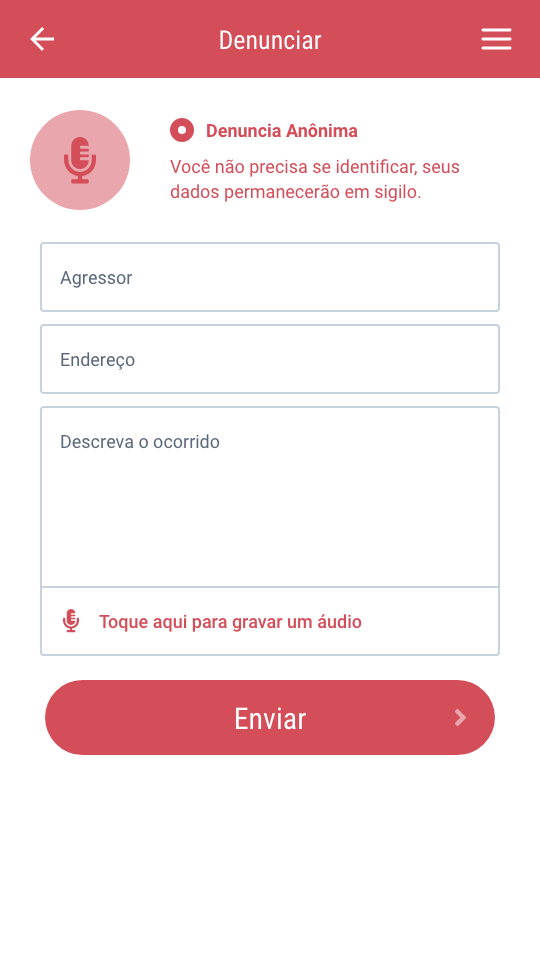 Denunciar
Denuncia Anônima
Você não precisa se identificar, seus
dados permanecerão em sigilo.
Agressor
Endereço
Descreva o ocorrido
Toque aqui para gravar um áudio
Enviar